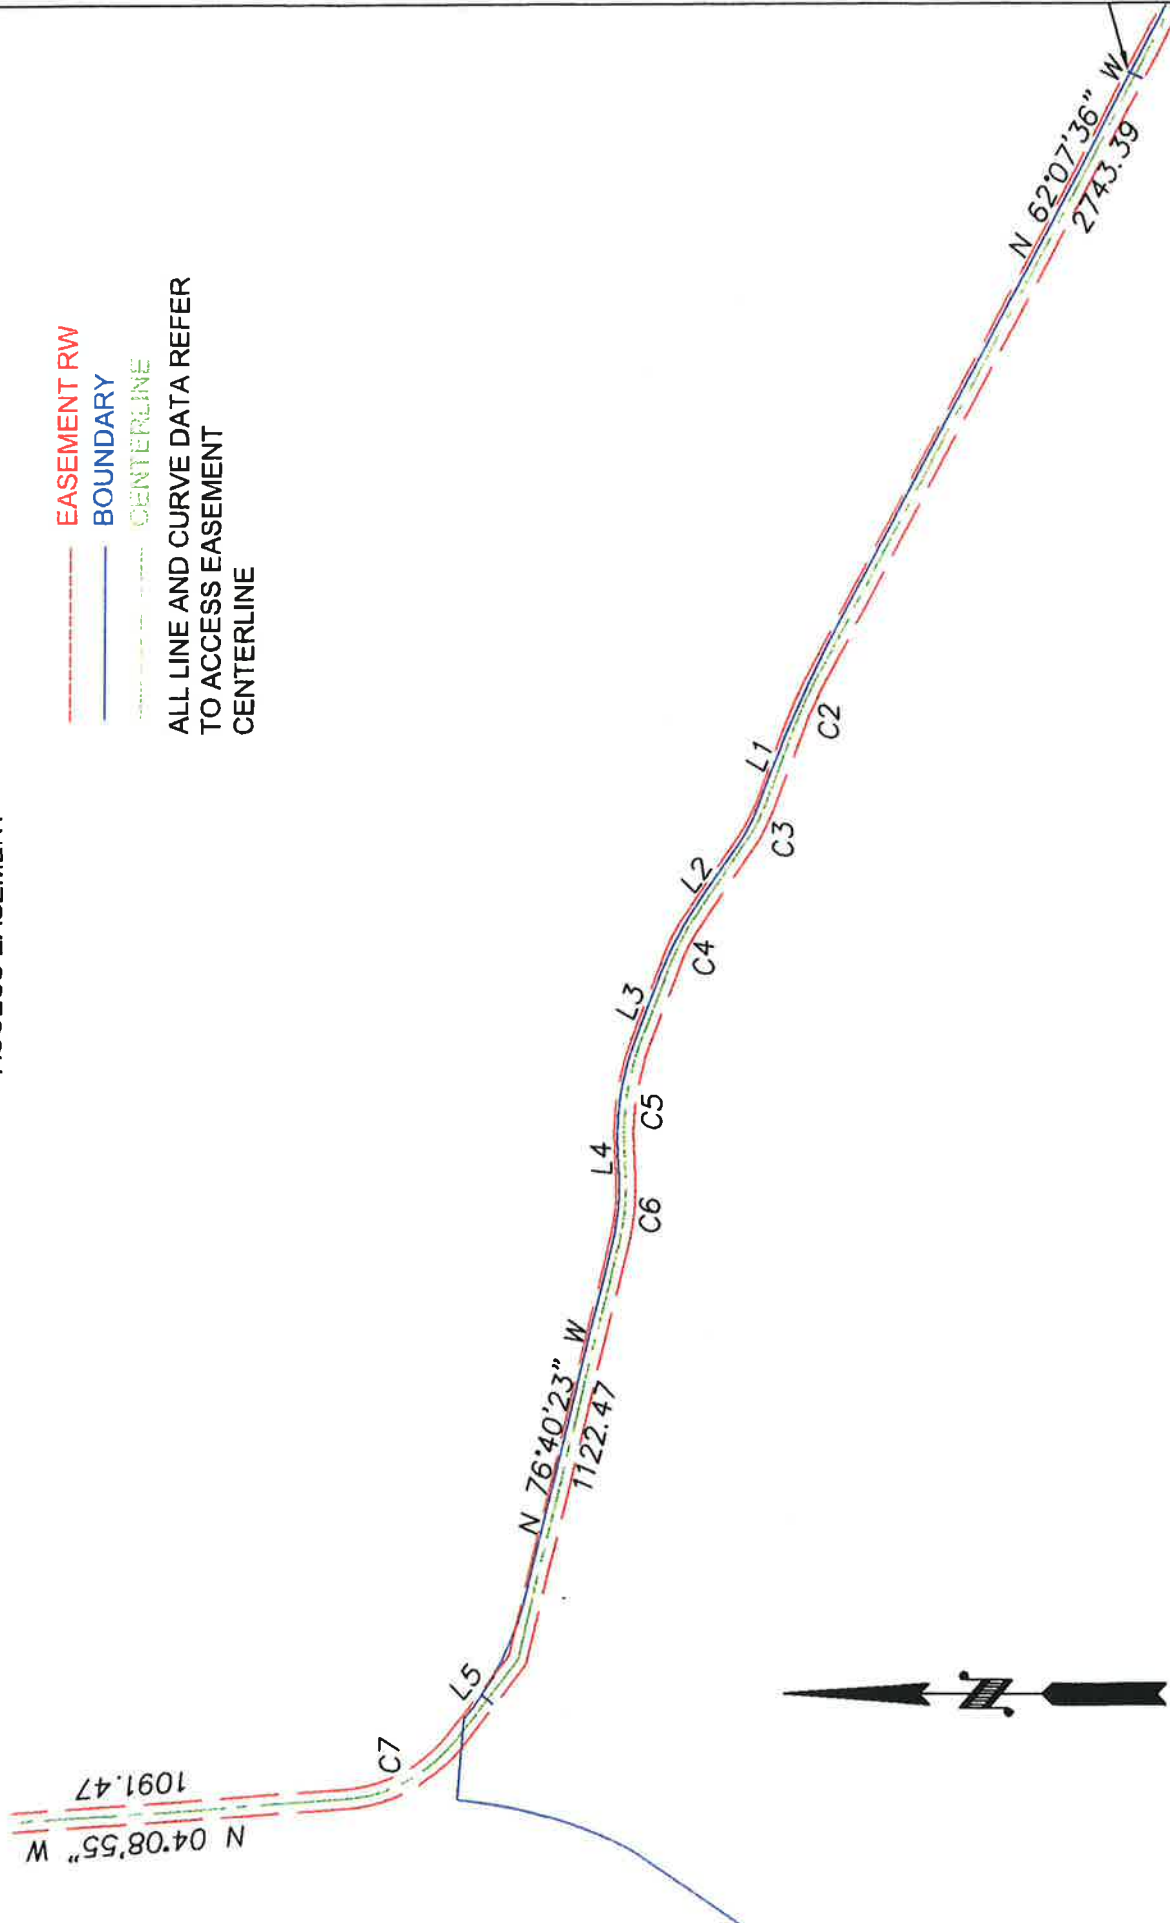 ACCESS EASEMENT
EASEMENT RW
BOUNDARY
CENTERLINE
ALL LINE AND CURVE DATA REFER
TO ACCESS EASEMENT
CENTERLINE
N 62°07'36" W
2743.39
C2
L1
C3
L2
C4
L3
C5
L4
C6
N 76°40'23" W
1122.47
L5
C7
N 04°08'55" W
1091.47
N